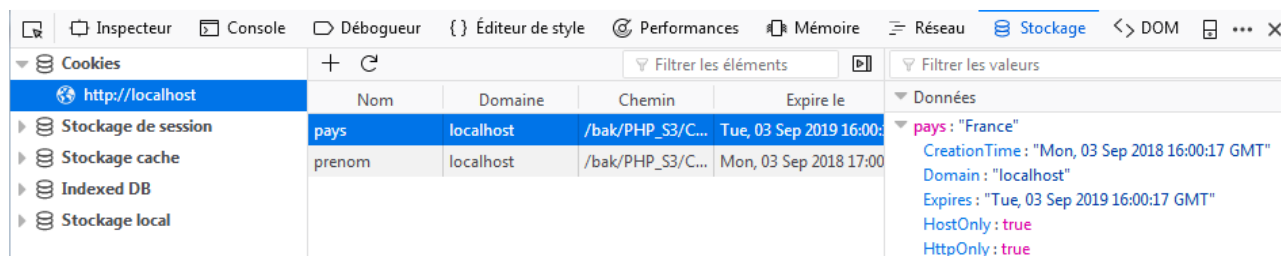 Inspecteur Console Débogueur { } Éditeur de style Performances Mémoire Réseau Stockage DOM
Cookies
http://localhost
Stockage de session
Stockage cache
Indexed DB
Stockage local
Filtrer les éléments
Nom Domaine Chemin Expire le
pays localhost /bak/PHP_S3/C... Tue, 03 Sep 2019 16:00:
prenom localhost /bak/PHP_S3/C... Mon, 03 Sep 2018 17:00
Filtrer les valeurs
Données
pays : "France"
CreationTime : "Mon, 03 Sep 2018 16:00:17 GMT"
Domain : "localhost"
Expires : "Tue, 03 Sep 2019 16:00:17 GMT"
HostOnly : true
HttpOnly : true